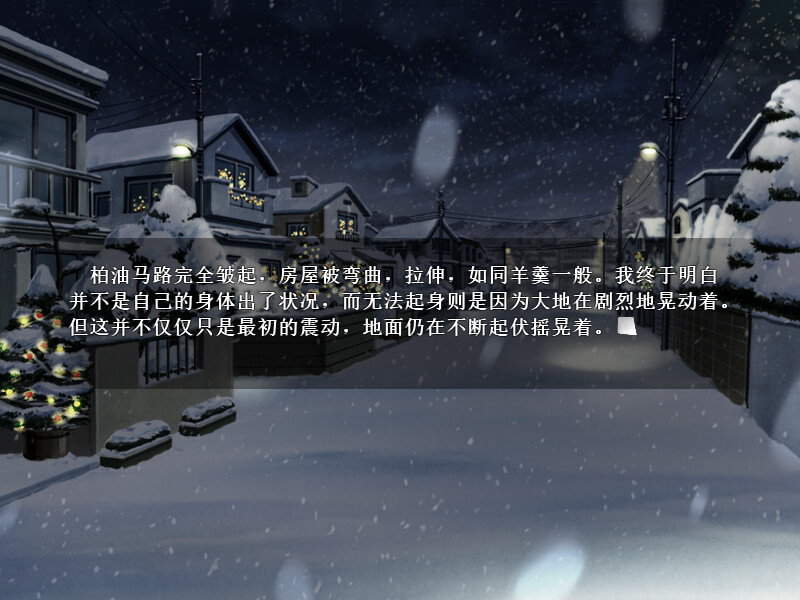 柏油马路完全皱起，房屋被弯曲，拉伸，如同羊羹一般。我终于明白
并不是自己的身体出了状况，而无法起身则是因为大地在剧烈地晃动着。
但这并不仅仅只是最初的震动，地面仍在不断起伏摇晃着。